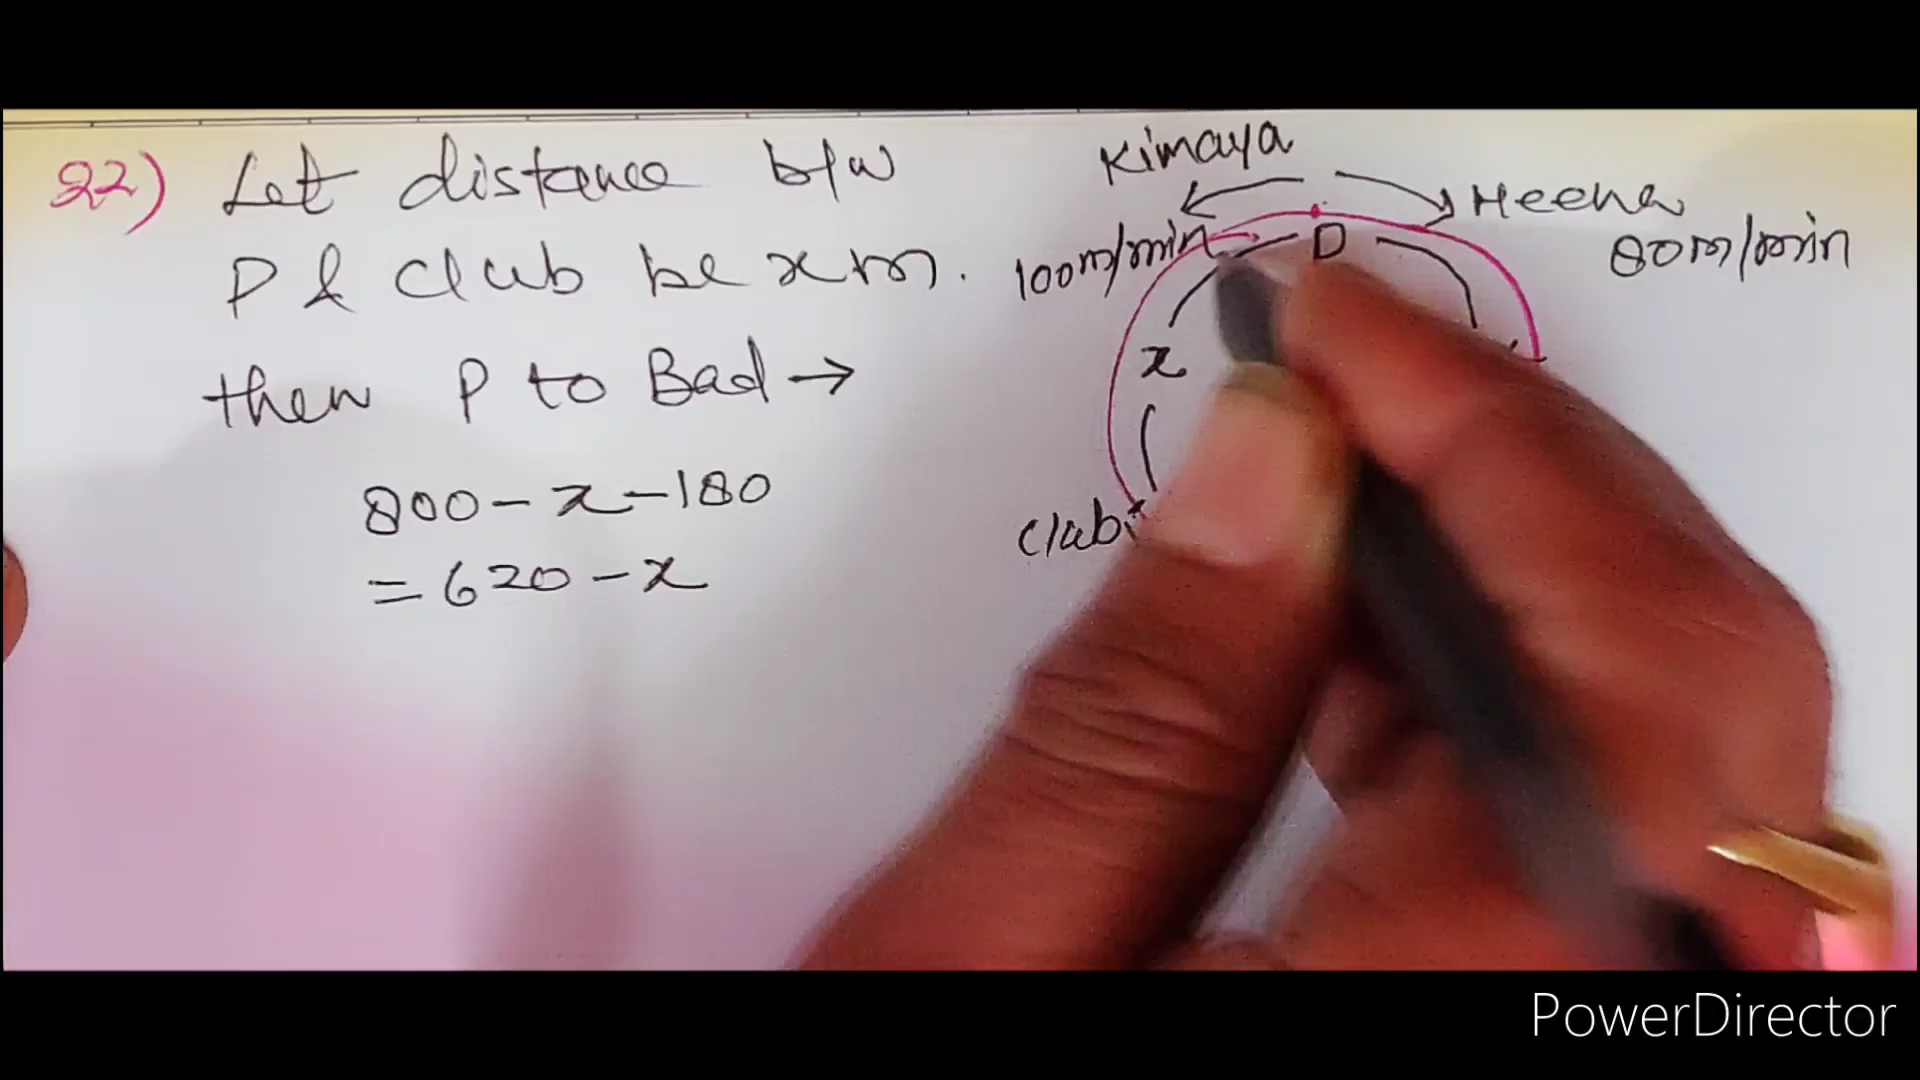 22) Let distance b/w
P & club be x m.
then P to Bad →
800 - x - 180
= 620 - x
Kimaya
Heena
100m/min
P
80m/min
x
club
PowerDirector